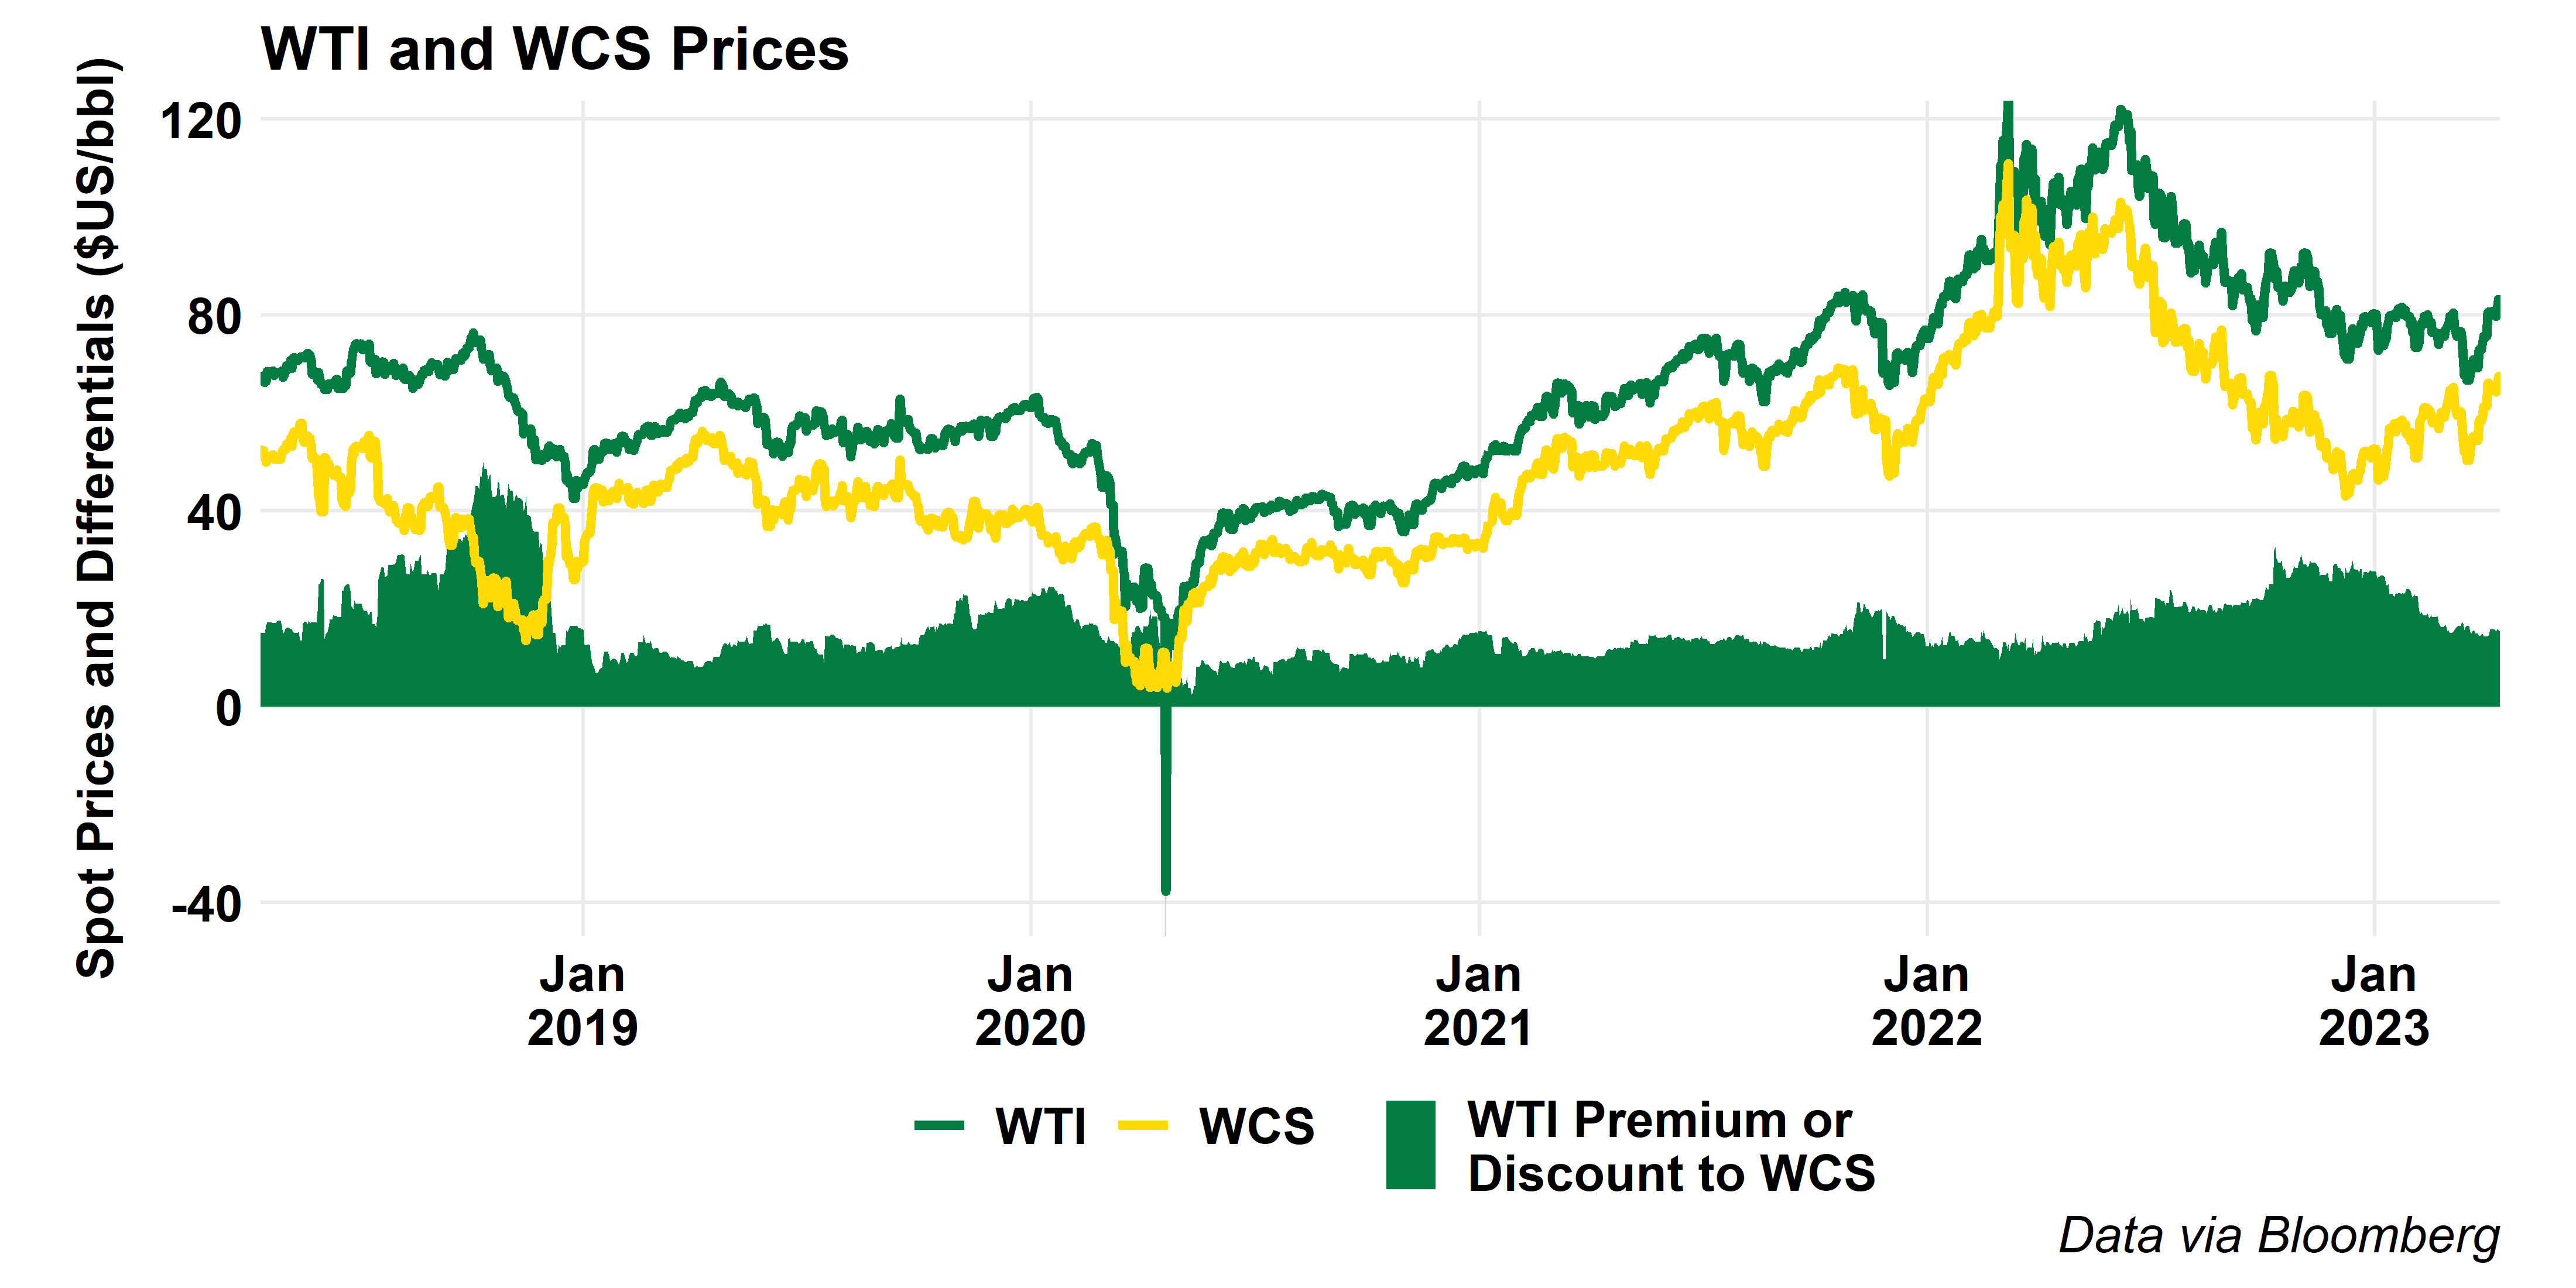 WTI and WCS Prices
Spot Prices and Differentials ($US/bbl)
120
80
40
0
-40
Jan
2019
Jan
2020
Jan
2021
Jan
2022
Jan
2023
WTI
WCS
WTI Premium or
Discount to WCS
Data via Bloomberg